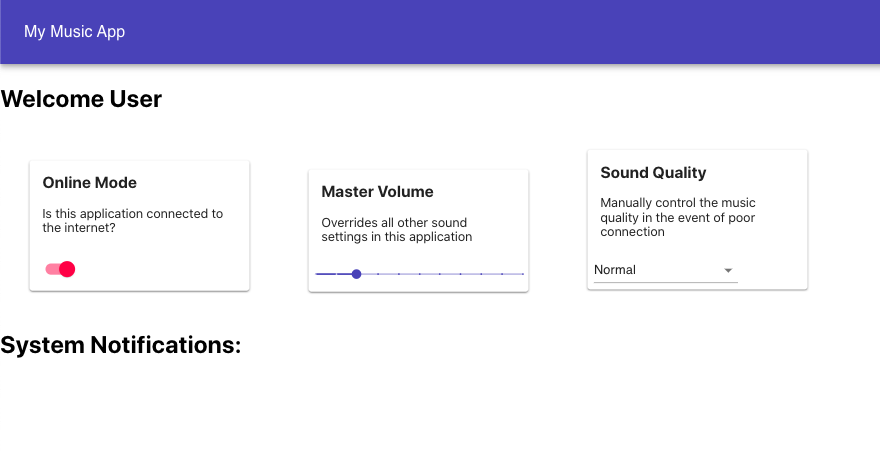 My Music App
Welcome User
Online Mode
Is this application connected to
the internet?
Master Volume
Overrides all other sound
settings in this application
Sound Quality
Manually control the music
quality in the event of poor
connection
Normal
System Notifications: